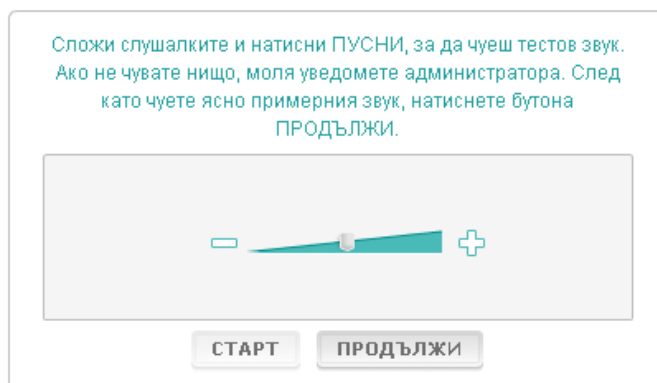 Сложи слушалките и натисни ПУСНИ, за да чуеш тестов звук.
Ако не чувате нищо, моля уведомете администратора. След
като чуете ясно примерния звук, натиснете бутона
ПРОДЪЛЖИ.
СТАРТ ПРОДЪЛЖИ